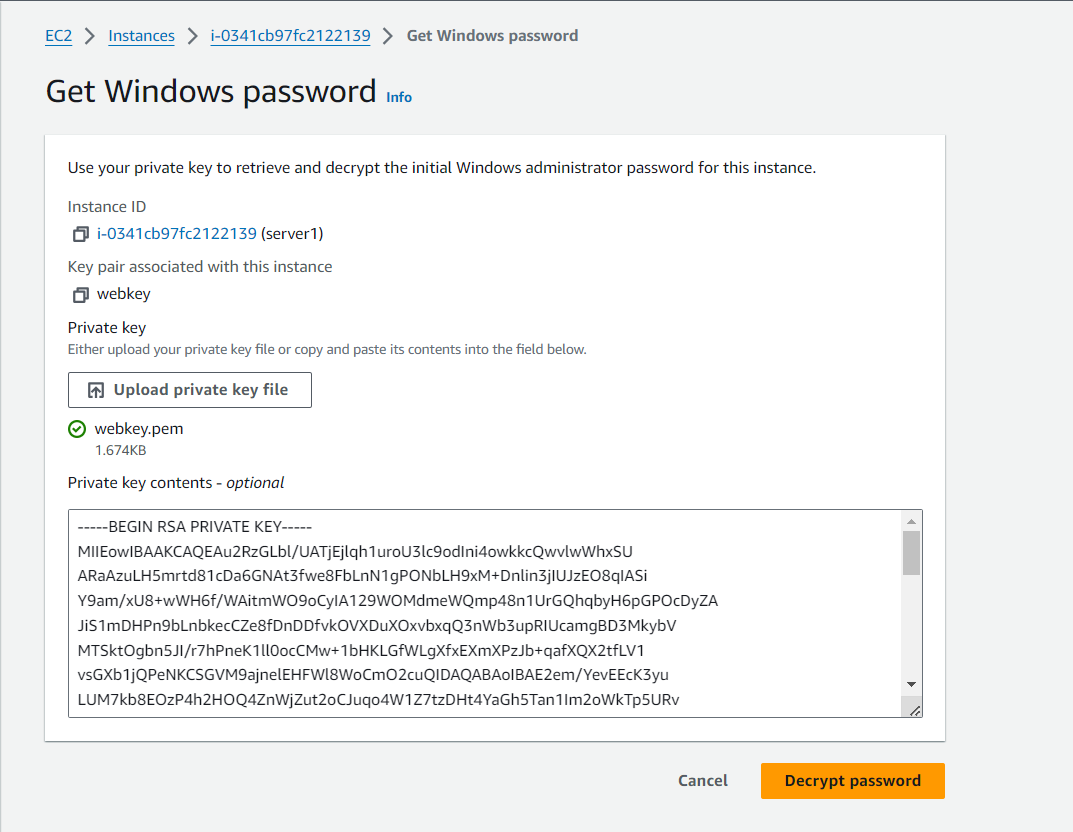 EC2 > Instances > i-0341cb97fc2122139 > Get Windows password
Get Windows password Info
Use your private key to retrieve and decrypt the initial Windows administrator password for this instance.
Instance ID
i-0341cb97fc2122139 (server1)
Key pair associated with this instance
webkey
Private key
Either upload your private key file or copy and paste its contents into the field below.
Upload private key file
webkey.pem
1.674KB
Private key contents - optional
-----BEGIN RSA PRIVATE KEY-----
MIIEowIBAAKCAQEAu2RzGLbl/UATjEjlqh1uroU3lc9odIni4owkkcQwvlwWhxSU
ARaAzuLH5mrtd81cDa6GNAt3fwe8FbLnN1gPONbLH9xM+Dnlin3jIUJzEO8qIASi
Y9am/xU8+wWH6f/WAitmWO9oCyIA129WOMdmeWQmp48n1UrGQhqbyH6pGPOcDyZA
JiS1mDHPn9bLnbkecCZe8fDnDDfvkOVXDuXOxvbxqQ3nWb3upRIUcamgBD3MkybV
MTSktOgbn5JI/r7hPneK1ll0ocCMw+1bHKLGfWLgXfxEXmXPzJb+qafXQX2tfLV1
vsGXb1jQPeNKCSGVM9ajnelEHFWl8WoCmO2cuQIDAQABAoIBAE2em/YevEEcK3yu
LUM7kb8EOzP4h2HOQ4ZnWjZut2oCJuqo4W1Z7tzDHt4YaGh5Tan1Im2oWkTp5URv
Cancel
Decrypt password